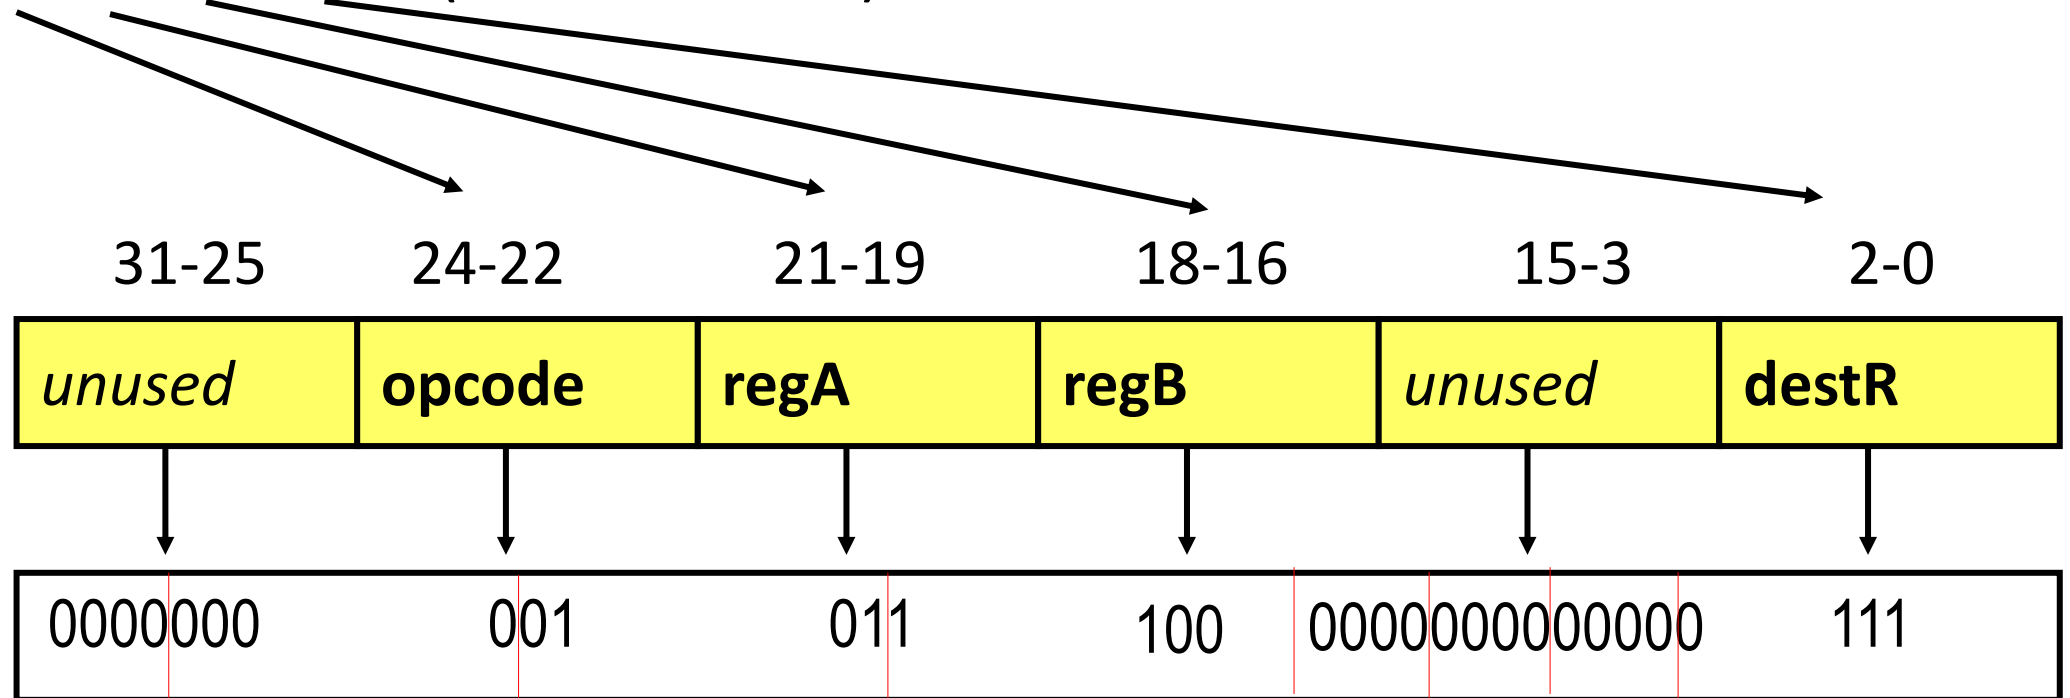 31-25 24-22 21-19 18-16 15-3 2-0
unused opcode regA regB unused destR
0000000 001 011 100 0000000000000 111